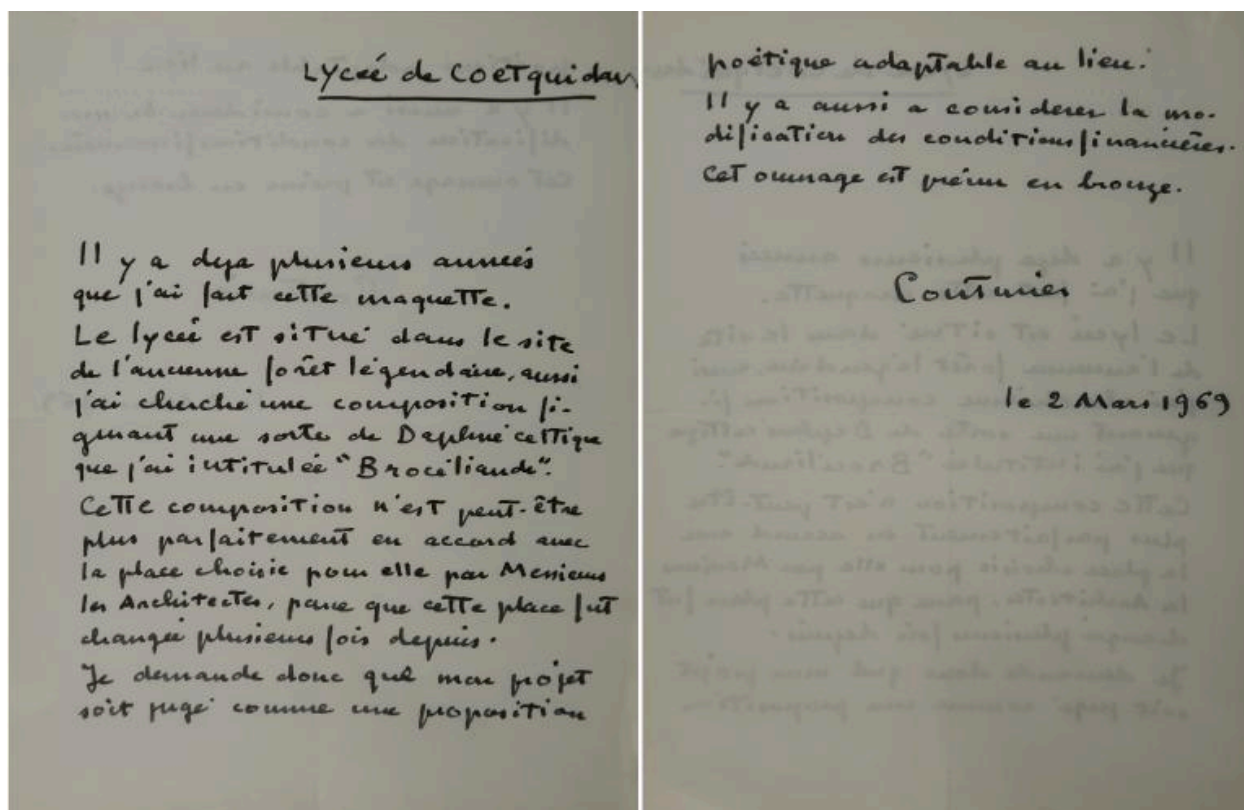 Lycée de Coetquidan
Il y a deja plusieurs années
que j'ai fait cette maquette.
Le lycée est situé dans le site
de l'ancienne forêt légendaire, aussi
j'ai cherché une composition fi-
gurant une sorte de Daphné celtique
que j'ai intitulée "Brocéliande".
Cette composition n'est peut-être
plus parfaitement en accord avec
la place choisie pour elle par Messieurs
les Architectes, parce que cette place fut
changée plusieurs fois depuis.
Je demande donc que mon projet
soit jugé comme une proposition
poétique adaptable au lieu.
Il y a aussi a considerer la mo-
dification des conditions financières.
Cet ouvrage est prévu en bronze.
Couturier
le 2 Mars 1969